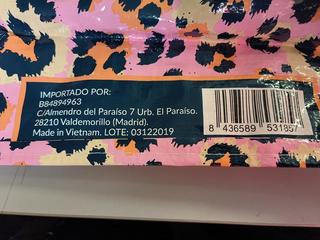 IMPORTADO POR:
B84894963
C/Almendro del Paraíso 7 Urb. El Paraíso.
28210 Valdemorillo (Madrid).
Made in Vietnam. LOTE: 03122019
8 436589 531857